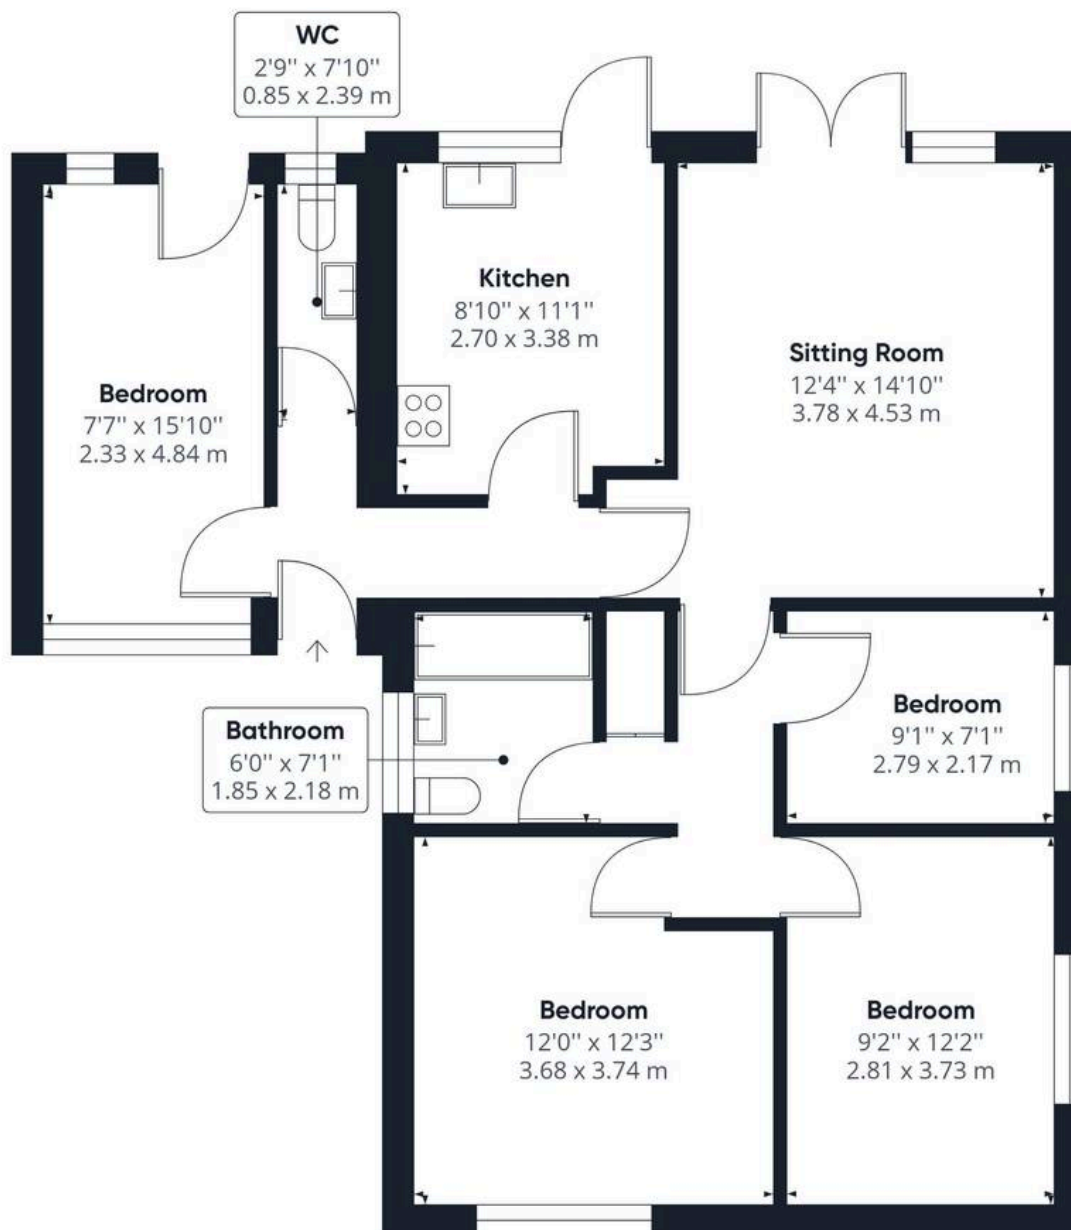 WC
2'9'' x 7'10''
0.85 x 2.39 m
Kitchen
8'10'' x 11'1''
2.70 x 3.38 m
Sitting Room
12'4'' x 14'10''
3.78 x 4.53 m
Bedroom
7'7'' x 15'10''
2.33 x 4.84 m
Bathroom
6'0'' x 7'1''
1.85 x 2.18 m
Bedroom
9'1'' x 7'1''
2.79 x 2.17 m
Bedroom
12'0'' x 12'3''
3.68 x 3.74 m
Bedroom
9'2'' x 12'2''
2.81 x 3.73 m